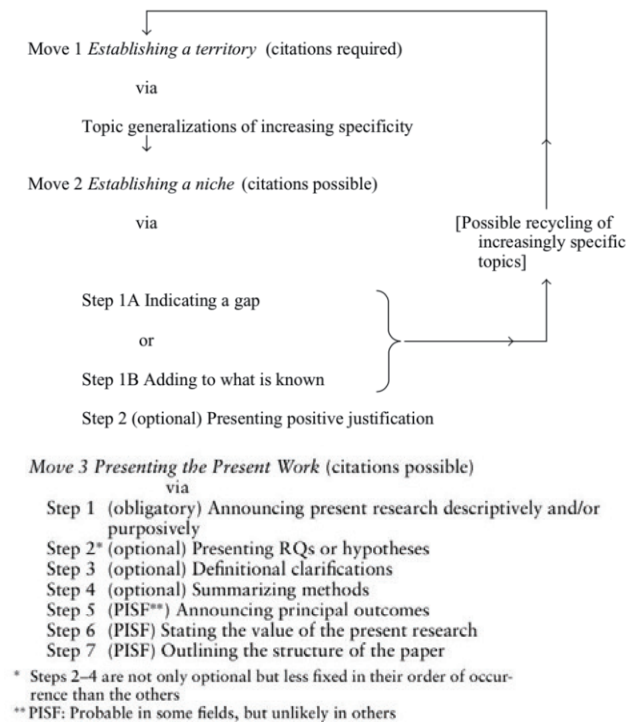 Move 1 Establishing a territory (citations required)
via
Topic generalizations of increasing specificity
Move 2 Establishing a niche (citations possible)
via
[Possible recycling of
increasingly specific
topics]
Step 1A Indicating a gap
or
Step 1B Adding to what is known
Step 2 (optional) Presenting positive justification
Move 3 Presenting the Present Work (citations possible)
via
Step 1 (obligatory) Announcing present research descriptively and/or
purposively
Step 2* (optional) Presenting RQs or hypotheses
Step 3 (optional) Definitional clarifications
Step 4 (optional) Summarizing methods
Step 5 (PISF**) Announcing principal outcomes
Step 6 (PISF) Stating the value of the present research
Step 7 (PISF) Outlining the structure of the paper
* Steps 2–4 are not only optional but less fixed in their order of occur-
rence than the others
** PISF: Probable in some fields, but unlikely in others